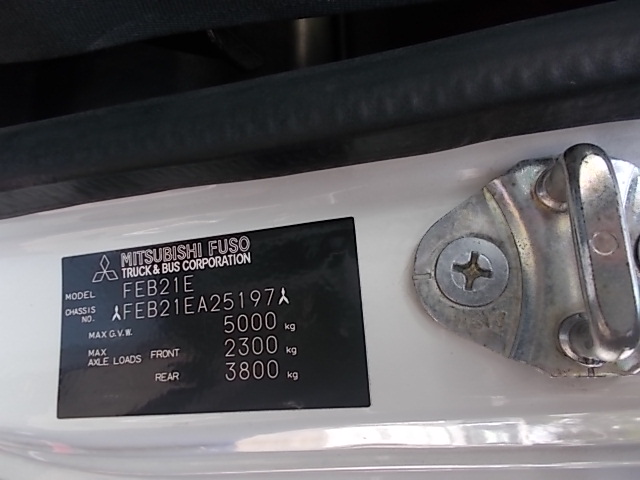 MITSUBISHI FUSO
TRUCK & BUS CORPORATION
MODEL FEB21E
CHASSIS NO. FEB21EA25197
MAX G.V.W. 5000 kg
MAX AXLE LOADS FRONT 2300 kg
REAR 3800 kg